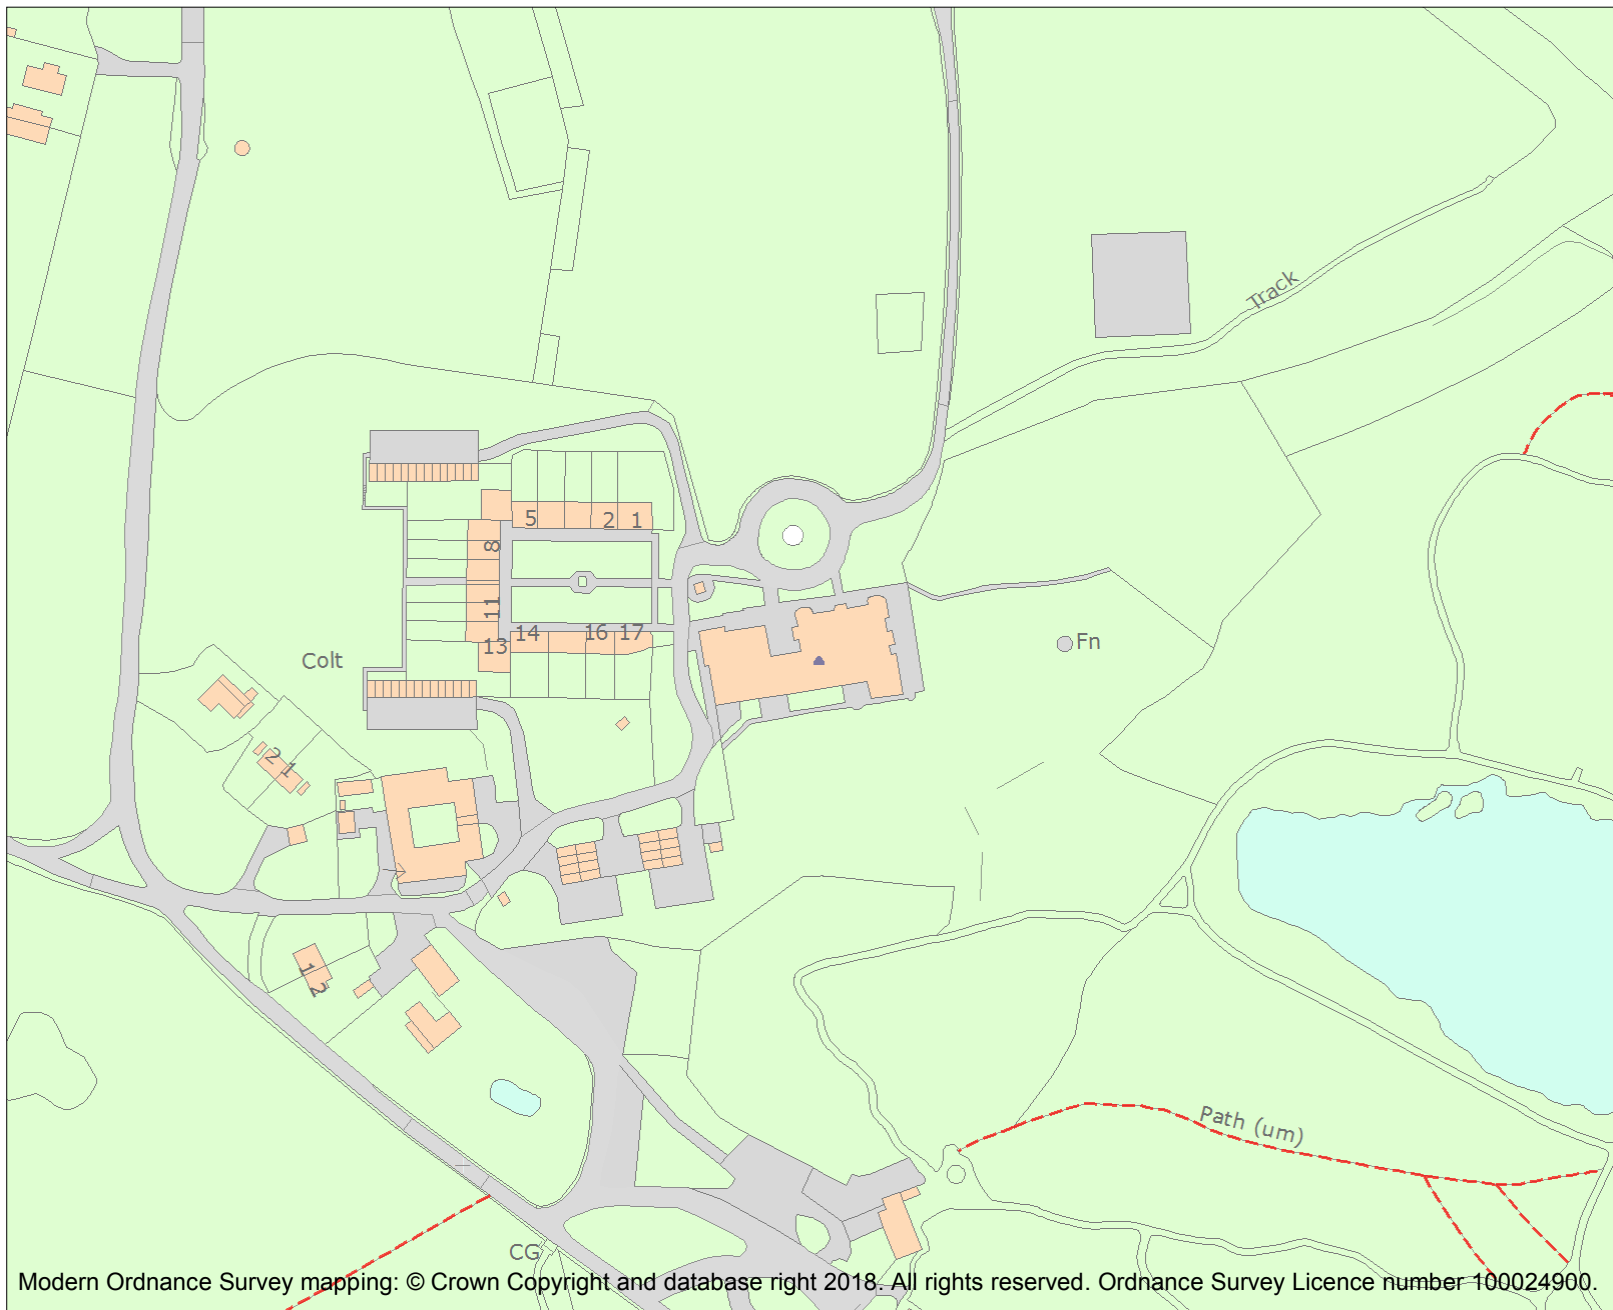 Track
5
2
1
8
11
14
16
17
13
Fn
Colt
2
1
1
2
Path (um)
CG
Modern Ordnance Survey mapping: © Crown Copyright and database right 2018. All rights reserved. Ordnance Survey Licence number 100024900.